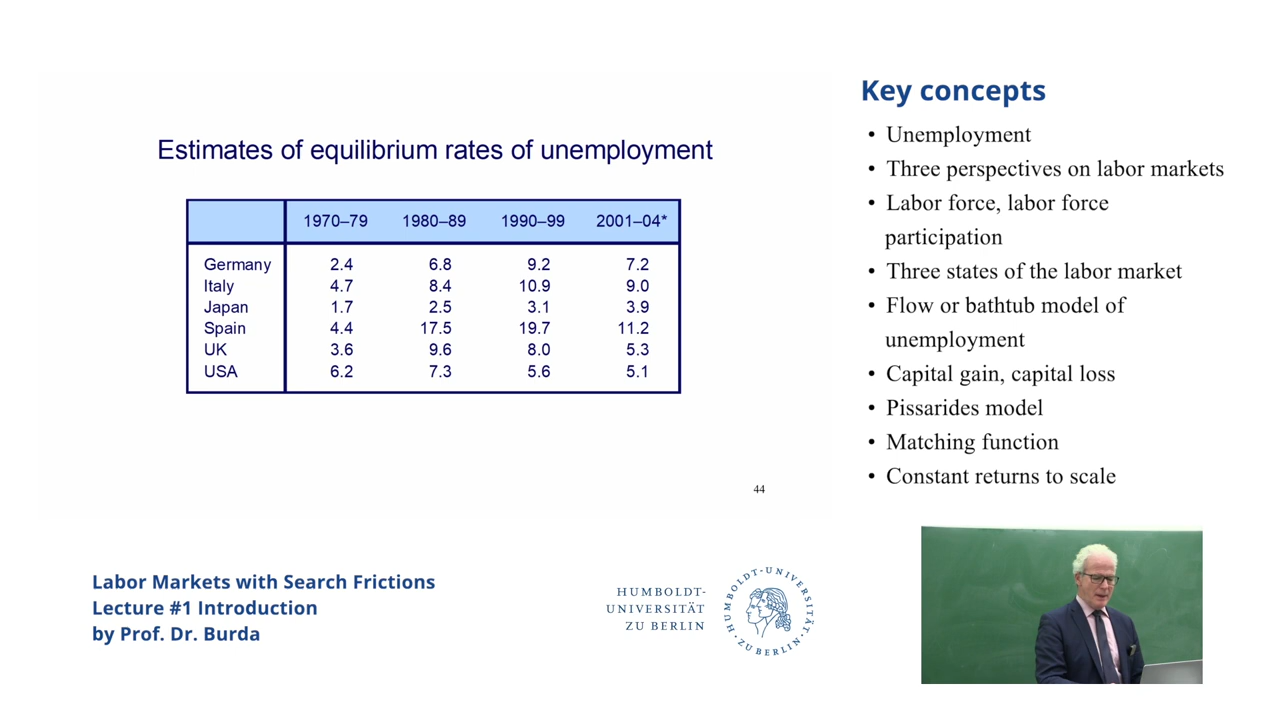 Estimates of equilibrium rates of unemployment
1970–79 1980–89 1990–99 2001–04*
Germany 2.4 6.8 9.2 7.2
Italy 4.7 8.4 10.9 9.0
Japan 1.7 2.5 3.1 3.9
Spain 4.4 17.5 19.7 11.2
UK 3.6 9.6 8.0 5.3
USA 6.2 7.3 5.6 5.1
44
Key concepts
• Unemployment
• Three perspectives on labor markets
• Labor force, labor force
participation
• Three states of the labor market
• Flow or bathtub model of
unemployment
• Capital gain, capital loss
• Pissarides model
• Matching function
• Constant returns to scale
Labor Markets with Search Frictions
Lecture #1 Introduction
by Prof. Dr. Burda
HUMBOLDT-
UNIVERSITÄT
ZU BERLIN
HUMBOLDT-UNIVERSITÄT
· ZU BERLIN ·